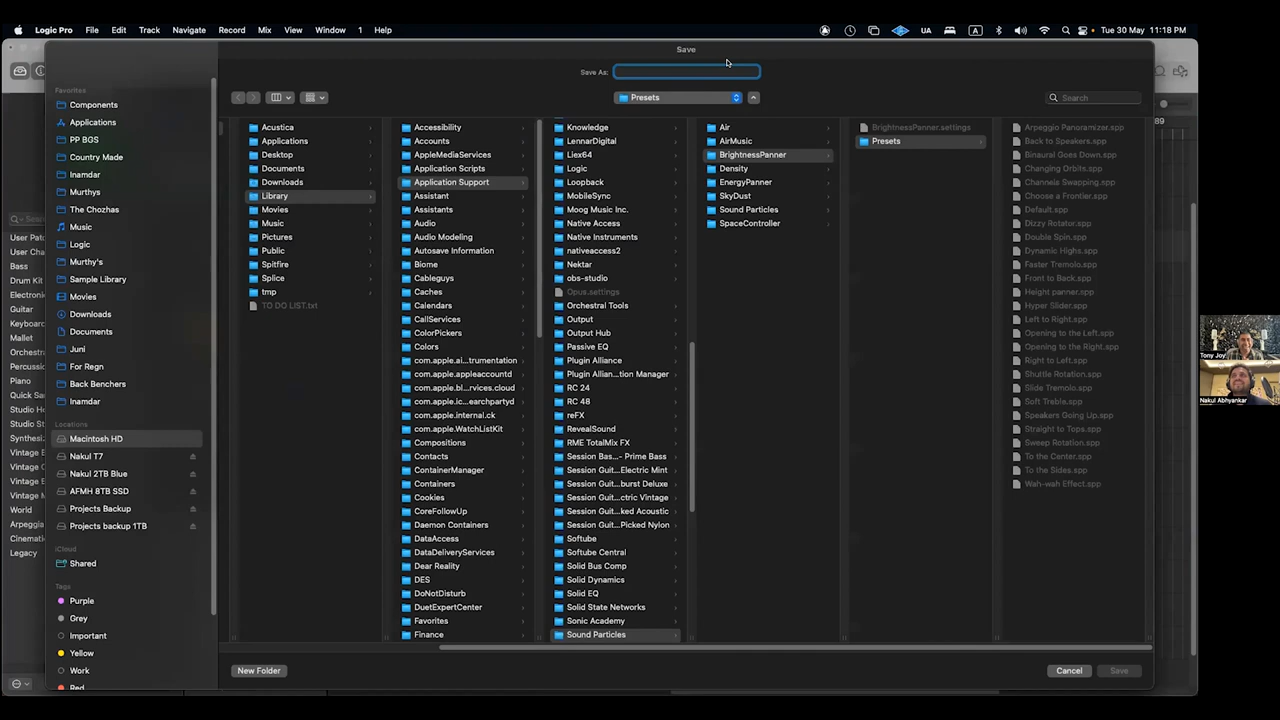 Logic Pro File Edit Track Navigate Record Mix View Window 1 Help UA A Tue 30 May 11:18 PM
Save
Save As:
Presets
Search
Favorites
Components
Applications
PP BGS
Country Made
Inamdar
Murthys
The Chozhas
Music
Logic
Murthy's
Sample Library
Movies
Downloads
Documents
Juni
For Regn
Back Benchers
Inamdar
Locations
Macintosh HD
Nakul T7
Nakul 2TB Blue
AFMH 8TB SSD
Projects Backup
Projects backup 1TB
iCloud
Shared
Tags
Purple
Grey
Important
Yellow
Work
Red
User Pat
User Cha
Bass
Drum Kit
Electroni
Guitar
Keyboar
Mallet
Orchestr
Percussi
Piano
Studio Ho
Studio St
Synthesi
Vintage B
Vintage C
World
Arpeggia
Cinemati
Legacy
Acustica
Applications
Desktop
Documents
Downloads
Library
Movies
Music
Pictures
Public
Spitfire
Splice
tmp
TO DO LIST.txt
Accessibility
Accounts
AppleMediaServices
Application Scripts
Application Support
Assistant
Assistants
Audio
Audio Modeling
Autosave Information
Biome
Cableguys
Caches
Calendars
CallServices
ColorPickers
Colors
com.apple.ai...trumentation
com.apple.appleaccountd
com.apple.bl...rvices.cloud
com.apple.ic...earchpartyd
com.apple.internal.ck
com.apple.WatchListKit
Compositions
Contacts
ContainerManager
Containers
Cookies
CoreFollowUp
Daemon Containers
DataAccess
DataDeliveryServices
Dear Reality
DES
DoNotDisturb
DuetExpertCenter
Favorites
Finance
Knowledge
LennarDigital
Liex64
Logic
Loopback
MobileSync
Moog Music Inc.
Native Access
Native Instruments
nativeaccess2
Nektar
obs-studio
Opus.settings
Orchestral Tools
Output
Output Hub
Passive EQ
Plugin Alliance
Plugin Allian...tion Manager
RC 24
RC 48
reFX
RevealSound
RME TotalMix FX
Session Bas...- Prime Bass
Session Guit...Electric Mint
Session Guit...burst Deluxe
Session Guit...ctric Vintage
Session Guit...ked Acoustic
Session Guit...Picked Nylon
Softube
Softube Central
Solid Bus Comp
Solid Dynamics
Solid EQ
Solid State Networks
Sonic Academy
Sound Particles
Air
AirMusic
BrightnessPanner
Density
EnergyPanner
SkyDust
Sound Particles
SpaceController
BrightnessPanner.settings
Presets
Arpeggio Panoramizer.spp
Back to Speakers.spp
Binaural Goes Down.spp
Changing Orbits.spp
Channels Swapping.spp
Choose a Frontier.spp
Default.spp
Dizzy Rotator.spp
Double Spin.spp
Dynamic Highs.spp
Faster Tremolo.spp
Front to Back.spp
Height panner.spp
Hyper Slider.spp
Left to Right.spp
Opening to the Left.spp
Opening to the Right.spp
Right to Left.spp
Shuttle Rotation.spp
Slide Tremolo.spp
Soft Treble.spp
Speakers Going Up.spp
Straight to Tops.spp
Sweep Rotation.spp
To the Center.spp
To the Sides.spp
Wah-wah Effect.spp
89
Tony Joy
Nakul Abhyankar
New Folder
Cancel
Save